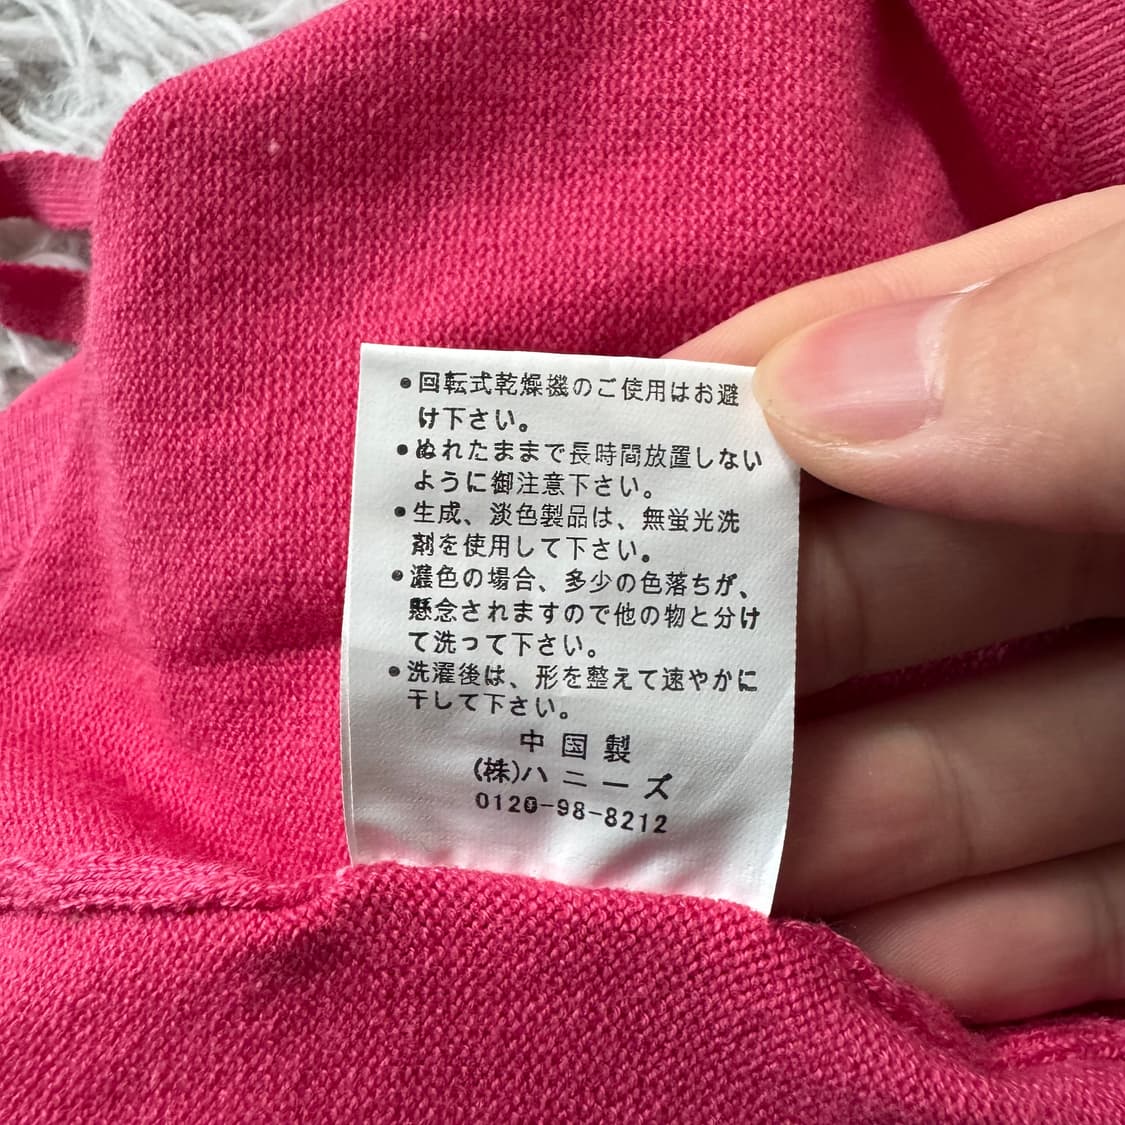 ●回転式乾燥機のご使用はお避
け下さい。
●ぬれたままで長時間放置しない
ように御注意下さい。
●生成、淡色製品は、無蛍光洗
剤を使用して下さい。
●濃色の場合、多少の色落ちが、
懸念されますので他の物と分け
て洗って下さい。
●洗濯後は、形を整えて速やかに
干して下さい。
中国製
(株)ハニーズ
0120-98-8212